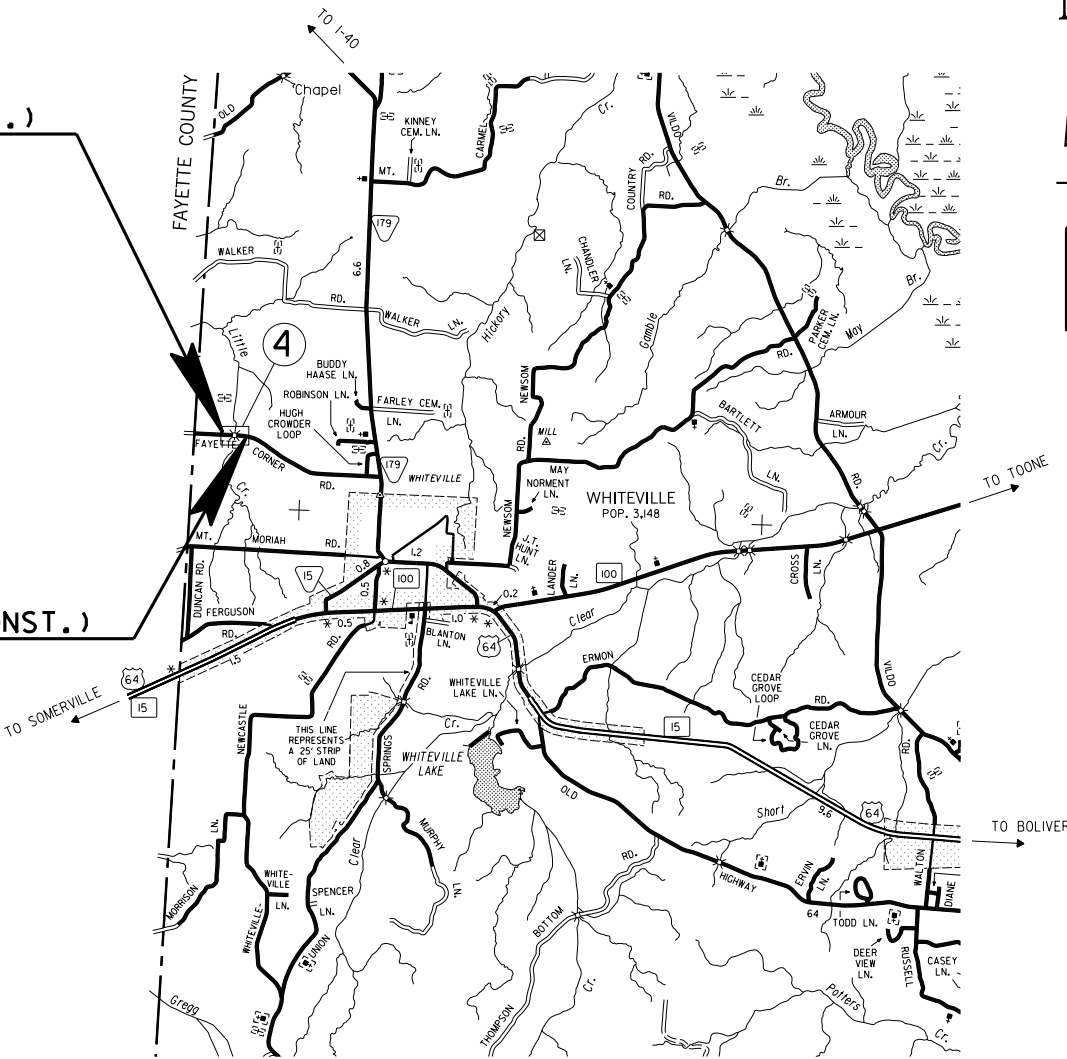 TO I-40
FAYETTE COUNTY
Chapel
OLD
.)
KINNEY
CEM. LN.
CARMEL
MT.
179
6.6
WALKER
RD.
WALKER
LN.
Little
4
BUDDY
HAASE LN.
ROBINSON LN.
HUGH
CROWDER
LOOP
FARLEY CEM.
LN.
179
WHITEVILLE
FAYETTE
CORNER
RD.
Cr.
MT.
MORIAH
RD.
DUNCAN RD.
FERGUSON
RD.
15
0.8
0.5
100
1.2
0.5
1.0
0.2
1.5
64
15
TO SOMERVILLE
NST.)
Cr.
VILDO
COUNTRY
RD.
RD.
CHANDLER
LN.
Hickory
Gamble
Br.
Br.
May
PARKER
CEM. LN.
RD.
NEWSOM
RD.
MILL
MAY
NORMENT
LN.
NEWSOM
J.T.
HUNT
LN.
WHITEVILLE
POP. 3,148
BARTLETT
LN.
ARMOUR
LN.
Cr.
RD.
TO TOONE
LANDER
LN.
100
CROSS
LN.
Clear
BLANTON
LN.
RD.
64
ERMON
RD.
WHITEVILLE
LAKE LN.
CEDAR
GROVE
LOOP
CEDAR
GROVE
LN.
VILDO
RD.
15
THIS LINE
REPRESENTS
A 25' STRIP
OF LAND
NEWCASTLE
RD.
SPRINGS
Cr.
WHITEVILLE
LAKE
OLD
Short
9.6
64
TO BOLIVER
MURPHY
LN.
Clear
LN.
MORRISON
WHITE-
VILLE
LN.
WHITEVILLE-
SPENCER
LN.
UNION
RD.
BOTTOM
THOMPSON
Cr.
HIGHWAY
ERVIN
LN.
64
TODD LN.
WALTON
DIANE
DEER
VIEW
LN.
RUSSELL
CASEY
LN.
Potters
Cr.
Gregg